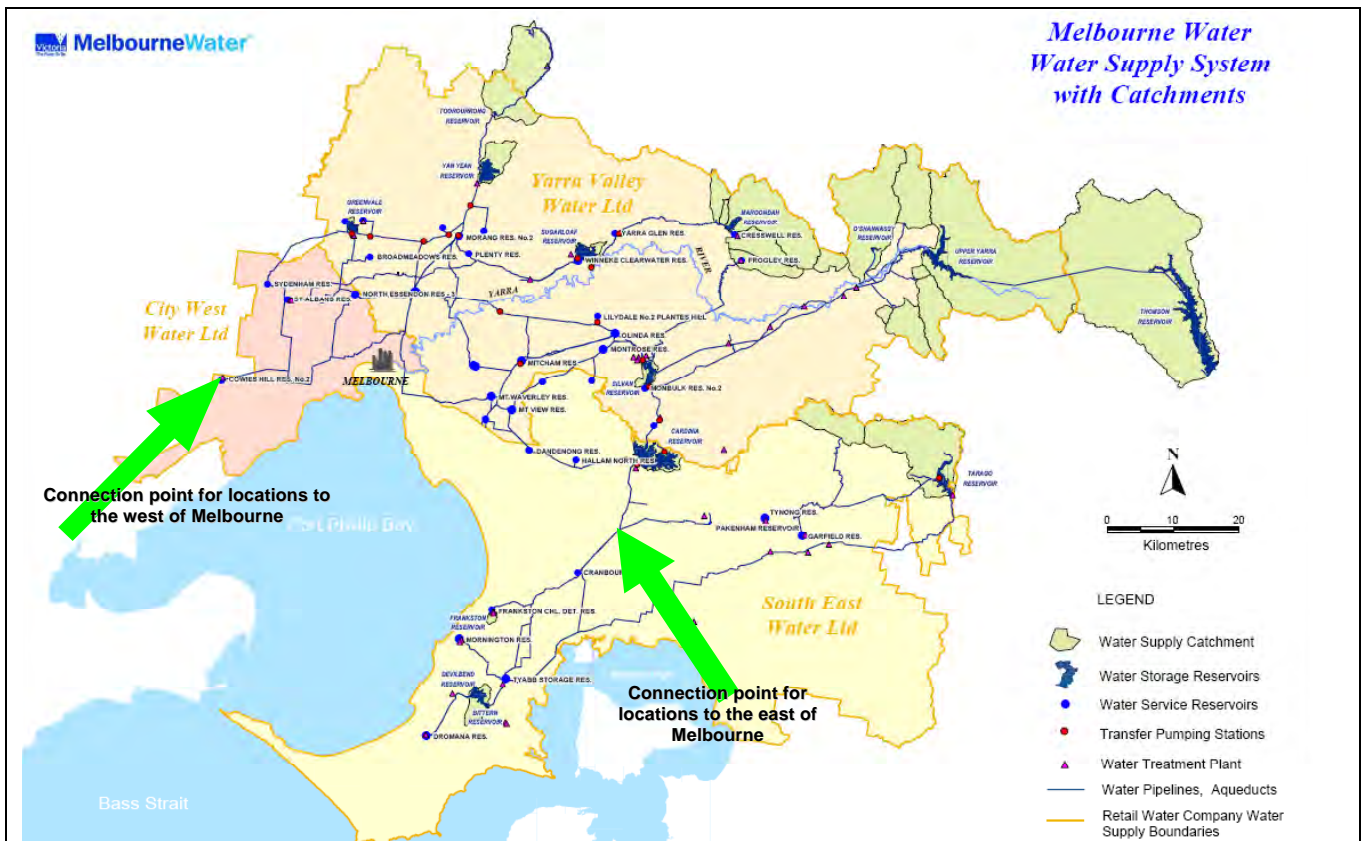 Victoria
MelbourneWater
Melbourne Water
Water Supply System
with Catchments
TOOROURRONG
RESERVOIR
YAN YEAN
RESERVOIR
Yarra Valley
Water Ltd
GREENVALE
RESERVOIR
MAROONDAH
RESERVOIR
SUGARLOAF
RESERVOIR
YARRA GLEN RES.
CRESSWELL RES.
O'SHANNASSY
RESERVOIR
UPPER YARRA
RESERVOIR
MORANG RES. No.2
BROADMEADOWS RES.
PLENTY RES.
WINNEKE CLEARWATER RES.
FROGLEY RES.
RIVER
YARRA
SYDENHAM RES.
ST ALBANS RES.
NORTH ESSENDON
City West
Water Ltd
LILYDALE No.2 PLANTES HILL
OLINDA RES.
MONTROSE RES.
THOMSON
RESERVOIR
MITCHAM RES.
COWIES HILL RES. No.2
MELBOURNE
SILVAN
RESERVOIR
MONBULK RES. No.2
MT. WAVERLEY RES.
MT VIEW RES.
CARDINIA
RESERVOIR
DANDENONG RES.
HALLAM NORTH RES.
TARAGO
RESERVOIR
Connection point for locations to
the west of Melbourne
Port Phillip Bay
TYNONG RES.
PAKENHAM RESERVOIR
GARFIELD RES.
N
0 10 20
Kilometres
South East
Water Ltd
FRANKSTON CHL. DET. RES.
FRANKSTON
RESERVOIR
MORNINGTON RES.
DEVILBEND
RESERVOIR
TYABB STORAGE RES.
BITTERN
RESERVOIR
DROMANA RES.
Connection point for
locations to the east of
Melbourne
Bass Strait
LEGEND
Water Supply Catchment
Water Storage Reservoirs
Water Service Reservoirs
Transfer Pumping Stations
Water Treatment Plant
Water Pipelines, Aqueducts
Retail Water Company Water
Supply Boundaries